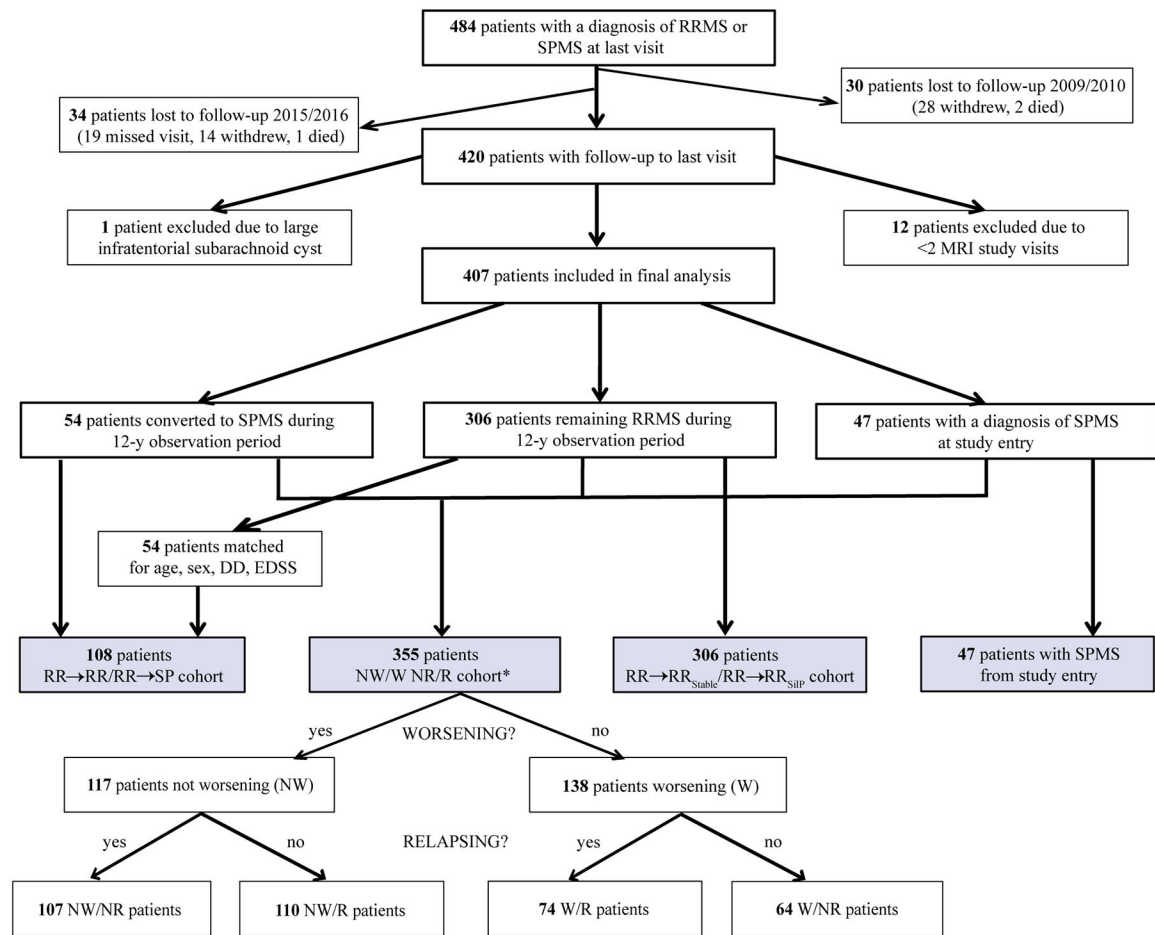 484 patients with a diagnosis of RRMS or
SPMS at last visit
34 patients lost to follow-up 2015/2016
(19 missed visit, 14 withdrew, 1 died)
30 patients lost to follow-up 2009/2010
(28 withdrew, 2 died)
420 patients with follow-up to last visit
1 patient excluded due to large
infratentorial subarachnoid cyst
12 patients excluded due to
<2 MRI study visits
407 patients included in final analysis
54 patients converted to SPMS during
12-y observation period
306 patients remaining RRMS during
12-y observation period
47 patients with a diagnosis of SPMS
at study entry
54 patients matched
for age, sex, DD, EDSS
108 patients
RR→RR/RR→SP cohort
355 patients
NW/W NR/R cohort*
306 patients
RR→RRStable/RR→RRSilP cohort
47 patients with SPMS
from study entry
yes WORSENING? no
117 patients not worsening (NW)
138 patients worsening (W)
yes no RELAPSING? yes no
107 NW/NR patients
110 NW/R patients
74 W/R patients
64 W/NR patients